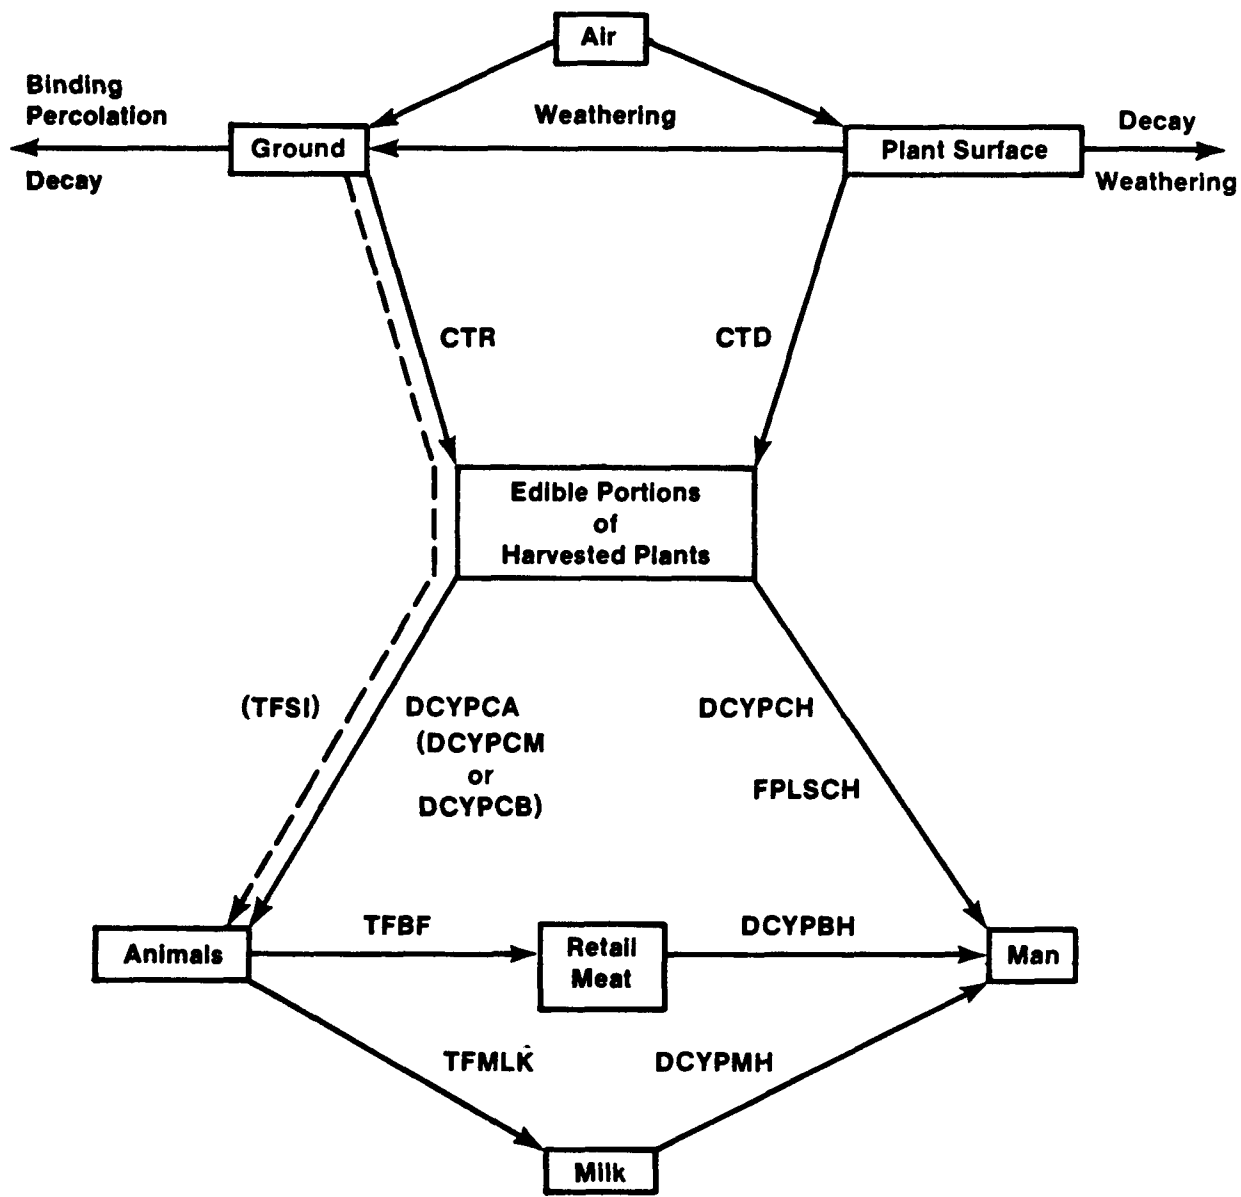 Air
Binding
Percolation
Weathering
Decay
Ground
Plant Surface
Decay
Weathering
CTR
CTD
Edible Portions
of
Harvested Plants
(TFSI)
DCYPCA
(DCYPCM
or
DCYPCB)
DCYPCH
FPLSCH
TFBF
DCYPBH
Animals
Retail
Meat
Man
TFMLK
DCYPMH
Milk